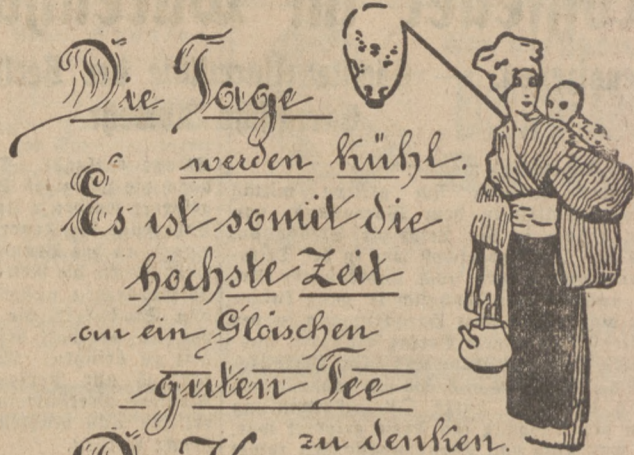 Die Tage
werden kühl.
Es ist somit die
höchste Zeit
an ein Gläschen
guten Tee
zu denken.